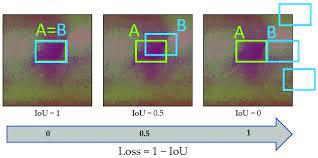 A=B
A B
A B
IoU = 1
IoU = 0.5
IoU = 0
0
0.5
1
Loss = 1 − IoU